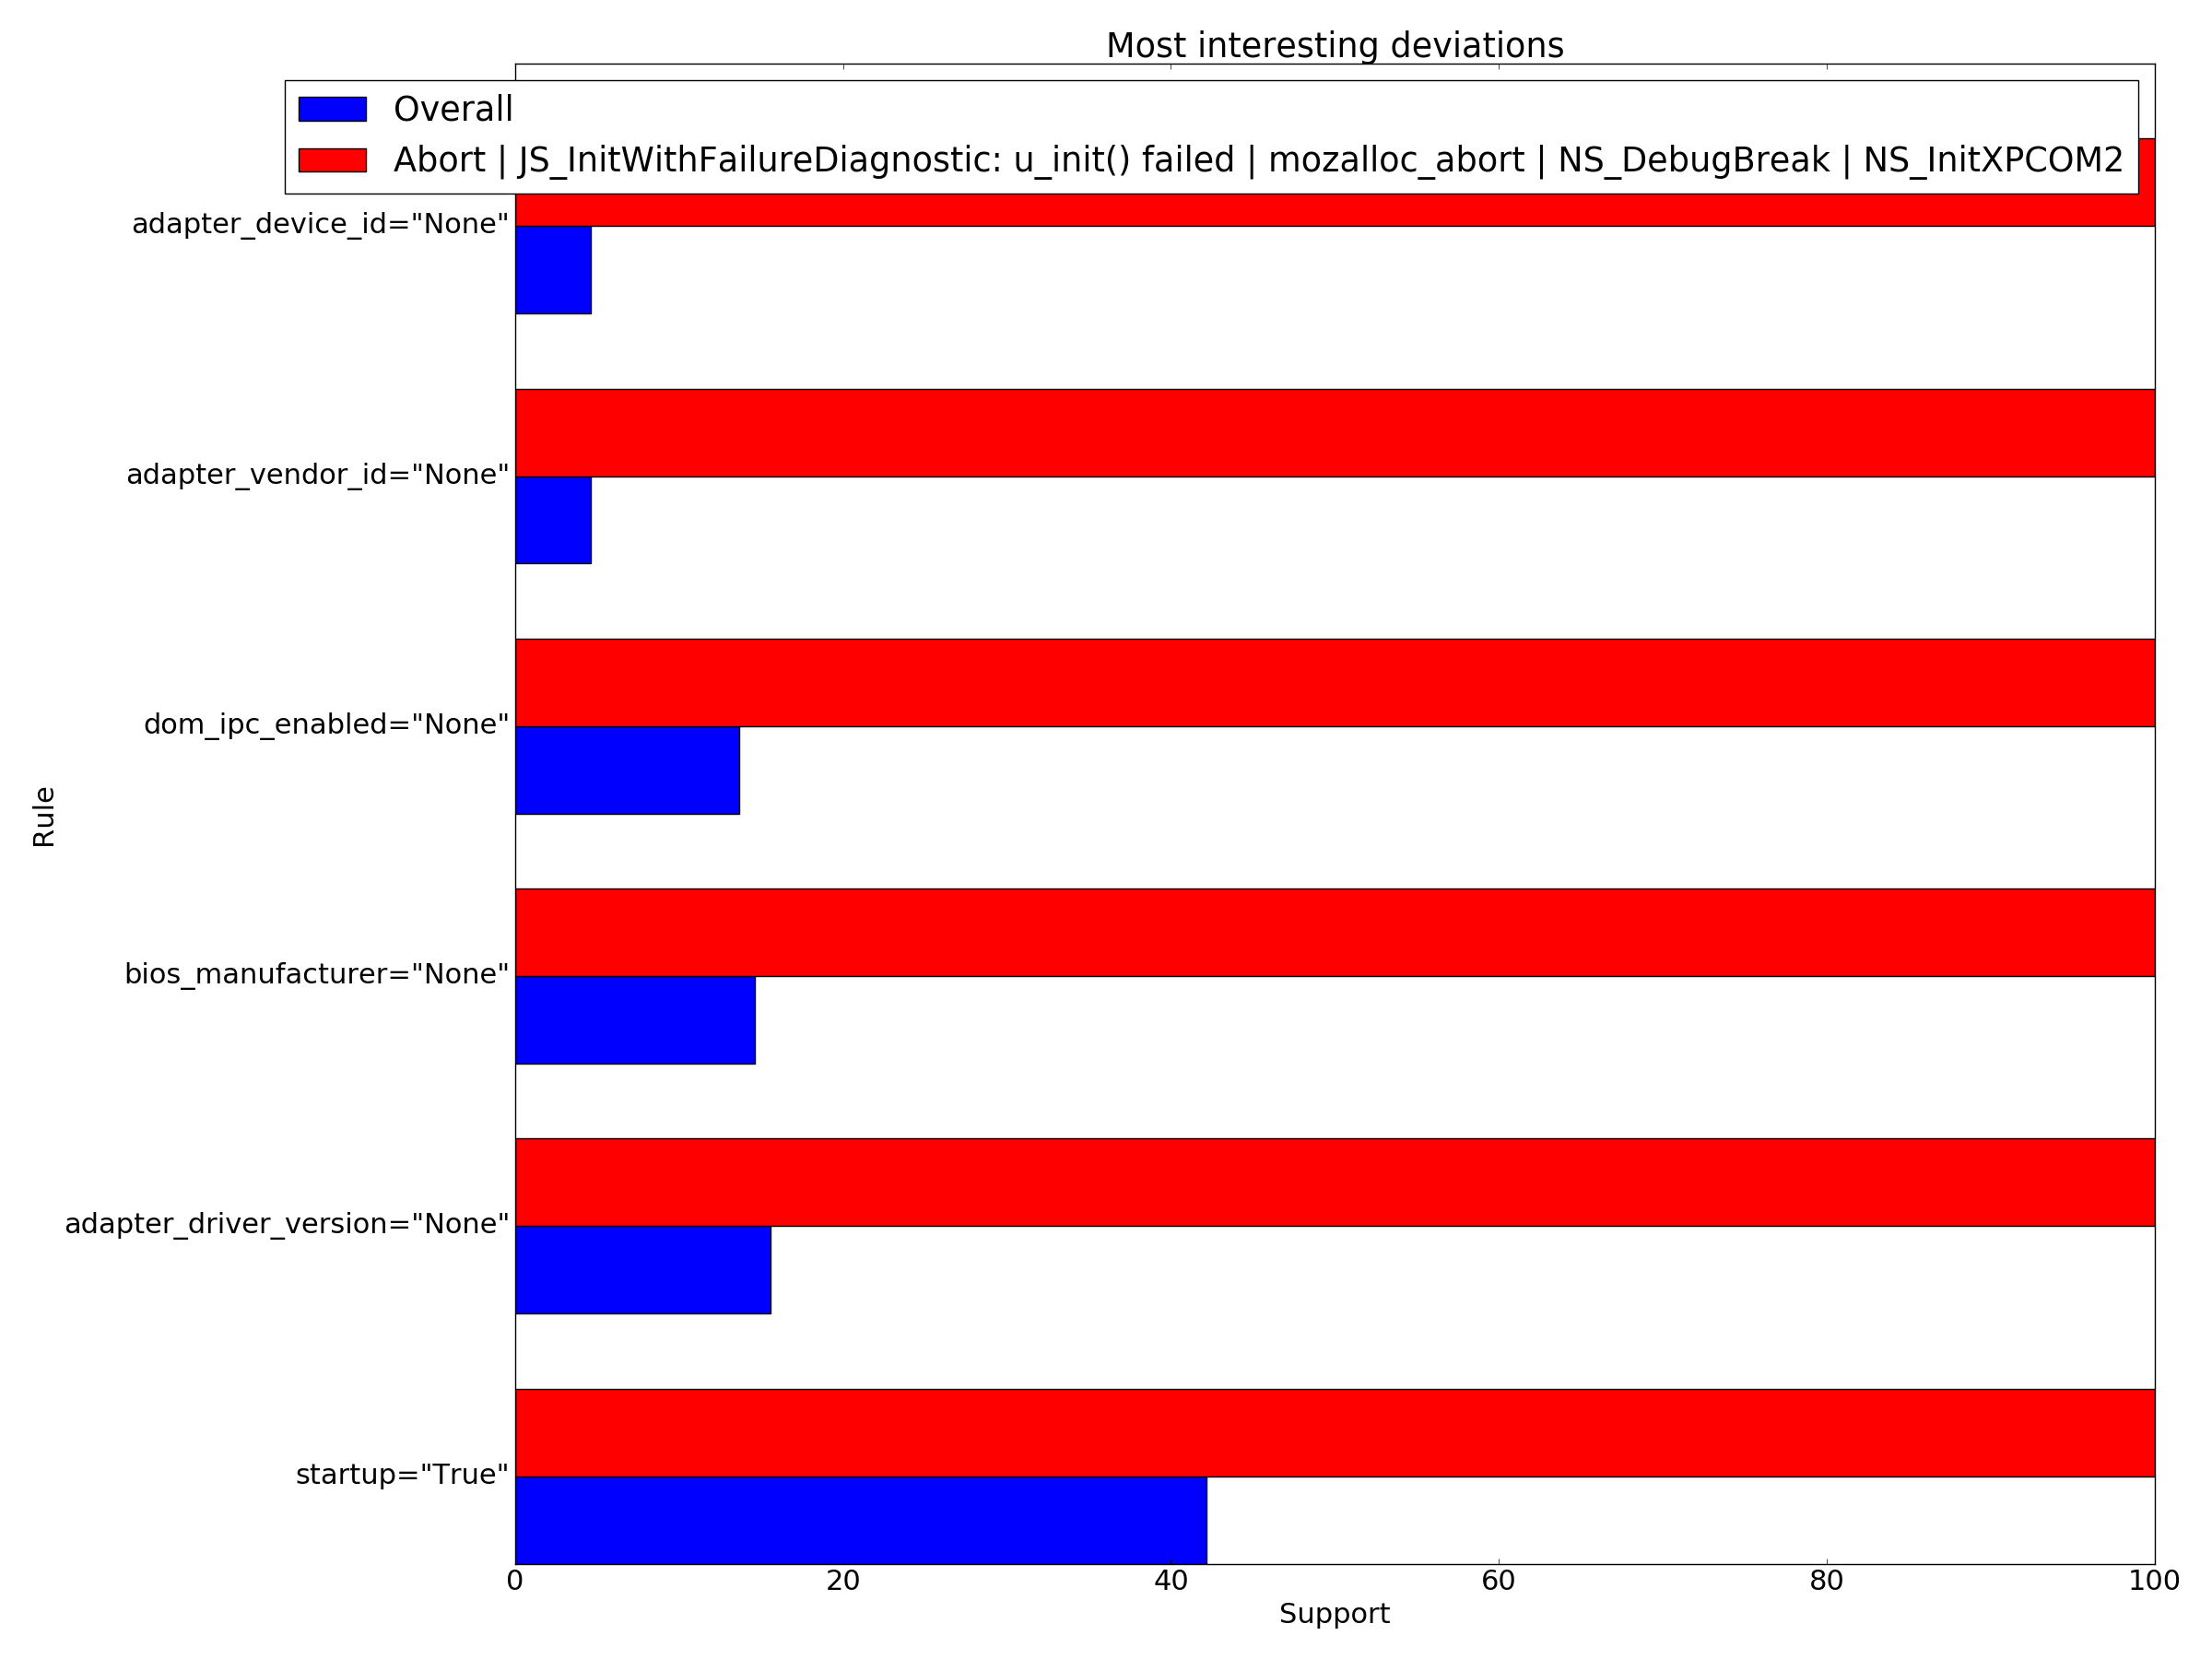 Most interesting deviations
Overall
Abort | JS_InitWithFailureDiagnostic: u_init() failed | mozalloc_abort | NS_DebugBreak | NS_InitXPCOM2
adapter_device_id="None"
adapter_vendor_id="None"
dom_ipc_enabled="None"
Rule
bios_manufacturer="None"
adapter_driver_version="None"
startup="True"
0 20 40 60 80 100
Support